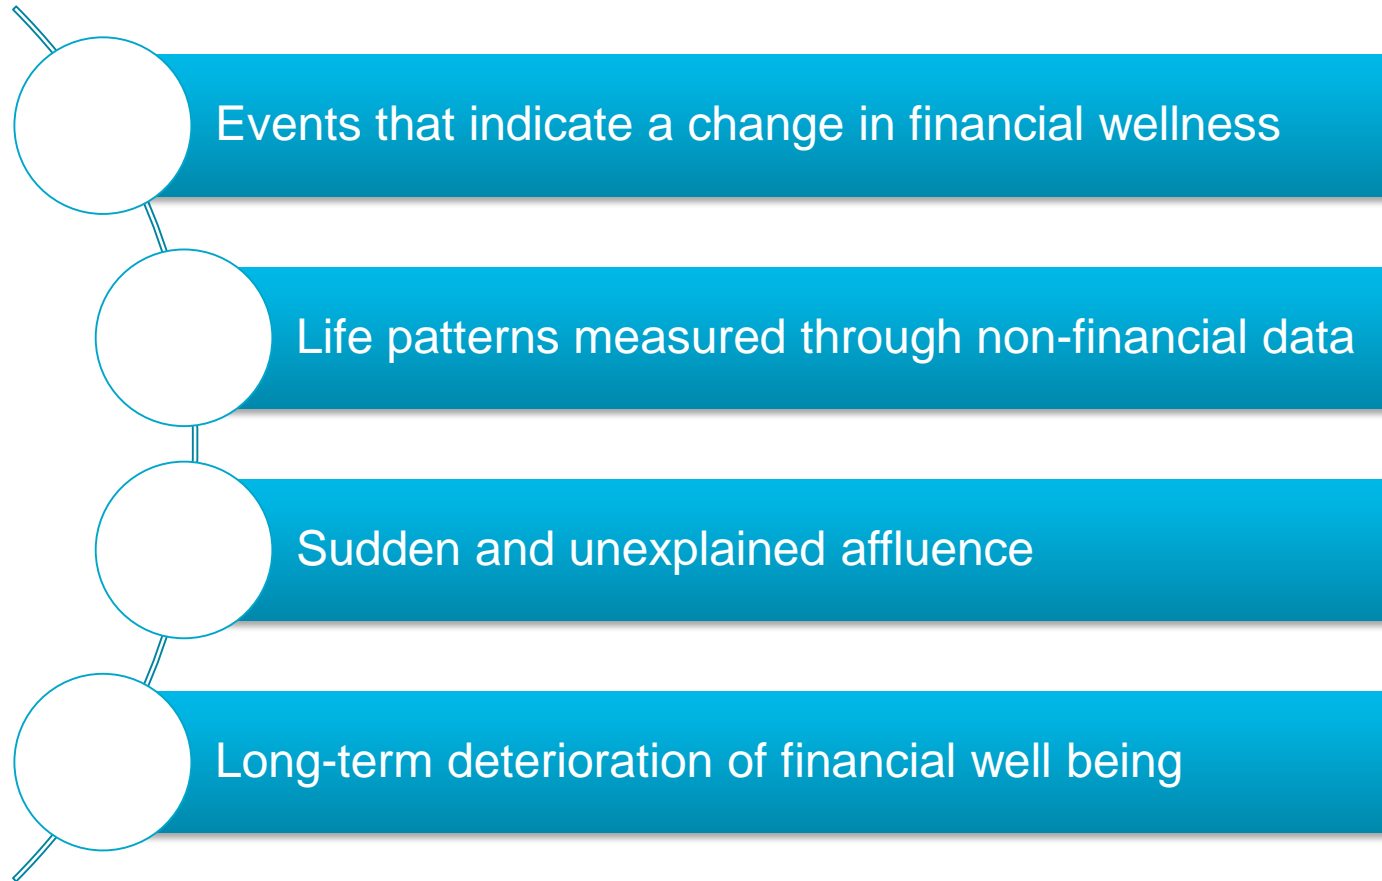 Events that indicate a change in financial wellness
Life patterns measured through non-financial data
Sudden and unexplained affluence
Long-term deterioration of financial well being